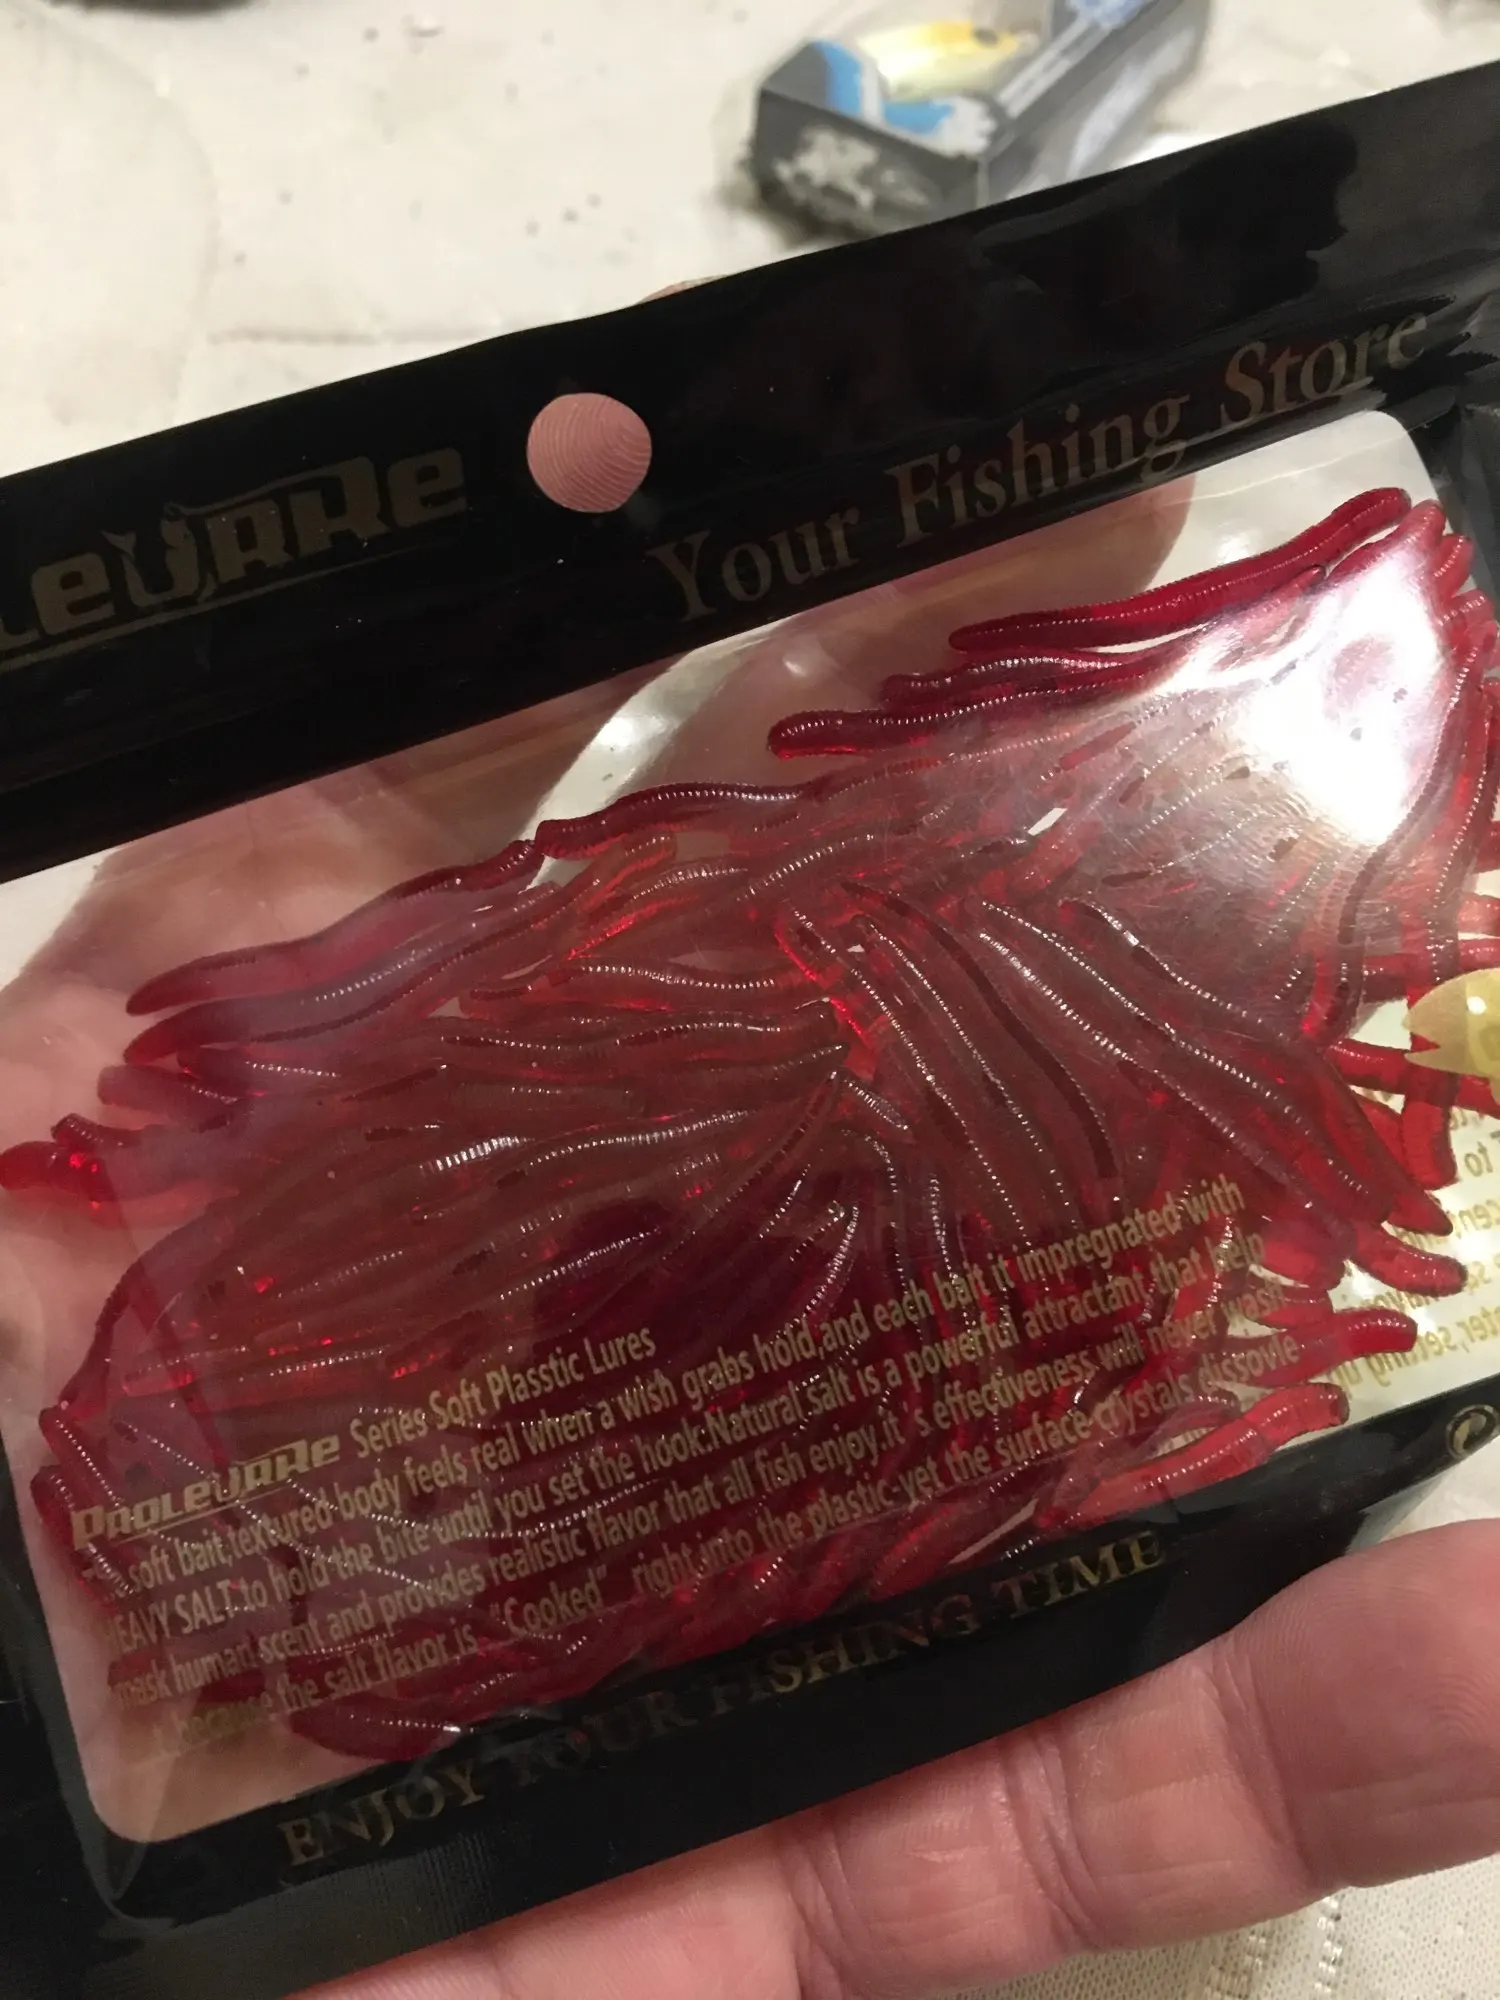 LEURRE
Your Fishing Store
PROLEURRE Series Soft Plasstic Lures
soft bait,textured body feels real When a wish grabs hold,and each bait it impregnated with
HEAVY SALT.to hold the bite until you set the hook.Natural salt is a powerful attractant that help
mask human scent and provides realistic flavor that all fish enjoy.it's effectiveness will never wash
because the salt flavor is "Cooked" right into the plastic-yet the surface crystals dissovle
ENJOY YOUR FISHING TIME